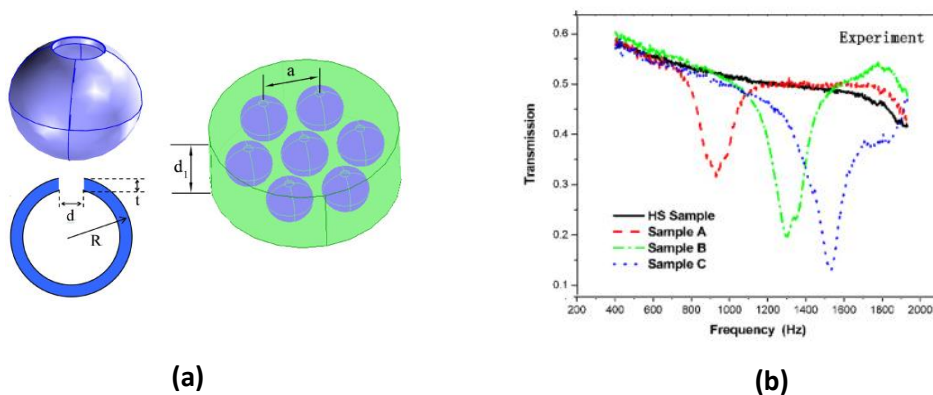 a
d₁
d
t
R
(a)
Experiment
Transmission
0.6
0.5
0.4
0.3
0.2
0.1
HS Sample
Sample A
Sample B
Sample C
200 400 600 800 1000 1200 1400 1600 1800 2000
Frequency (Hz)
(b)